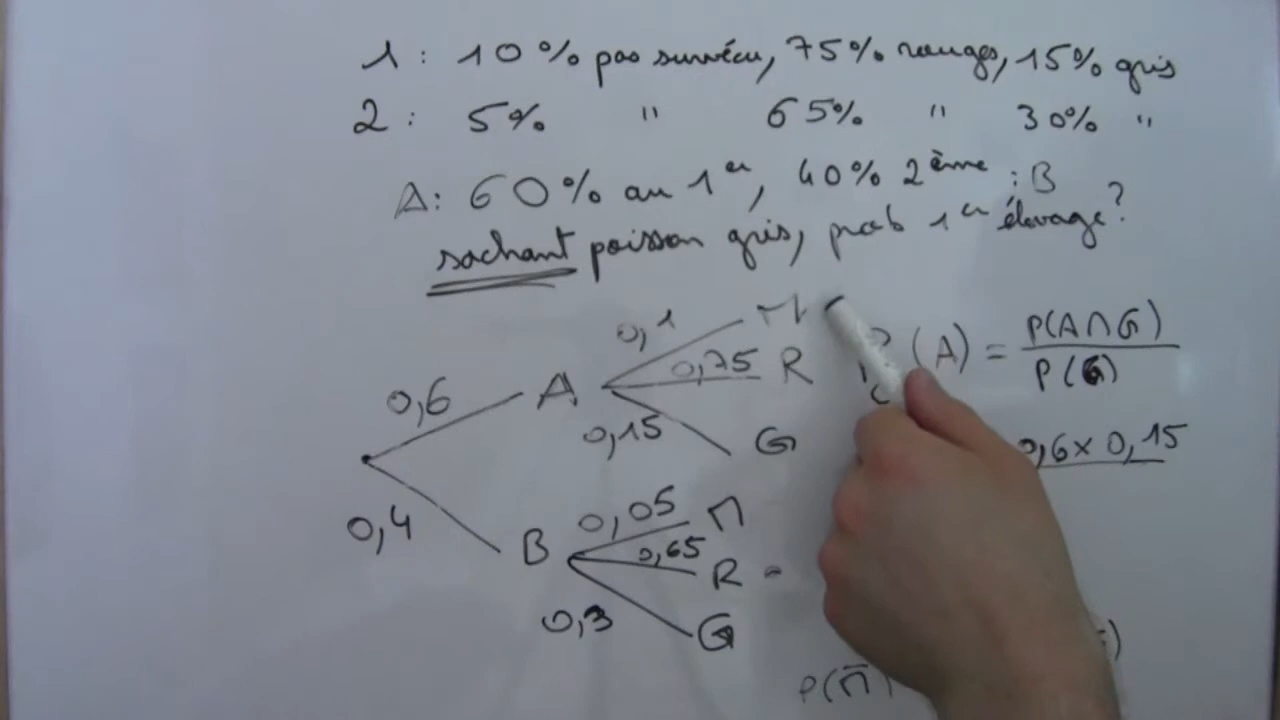 1 : 10% pas survécu, 75% rouges, 15% gris
2 : 5% " 65% " 30% "
A : 60% au 1er, 40% 2ème : B
sachant poisson gris, prob 1er élevage ?
0,1 M
0,75 R
0,15 G
0,6 A
0,4 B
0,05 M
0,65 R
0,3 G
(A) = P(A∩G) / P(G)
0,6 × 0,15
P(M̄)